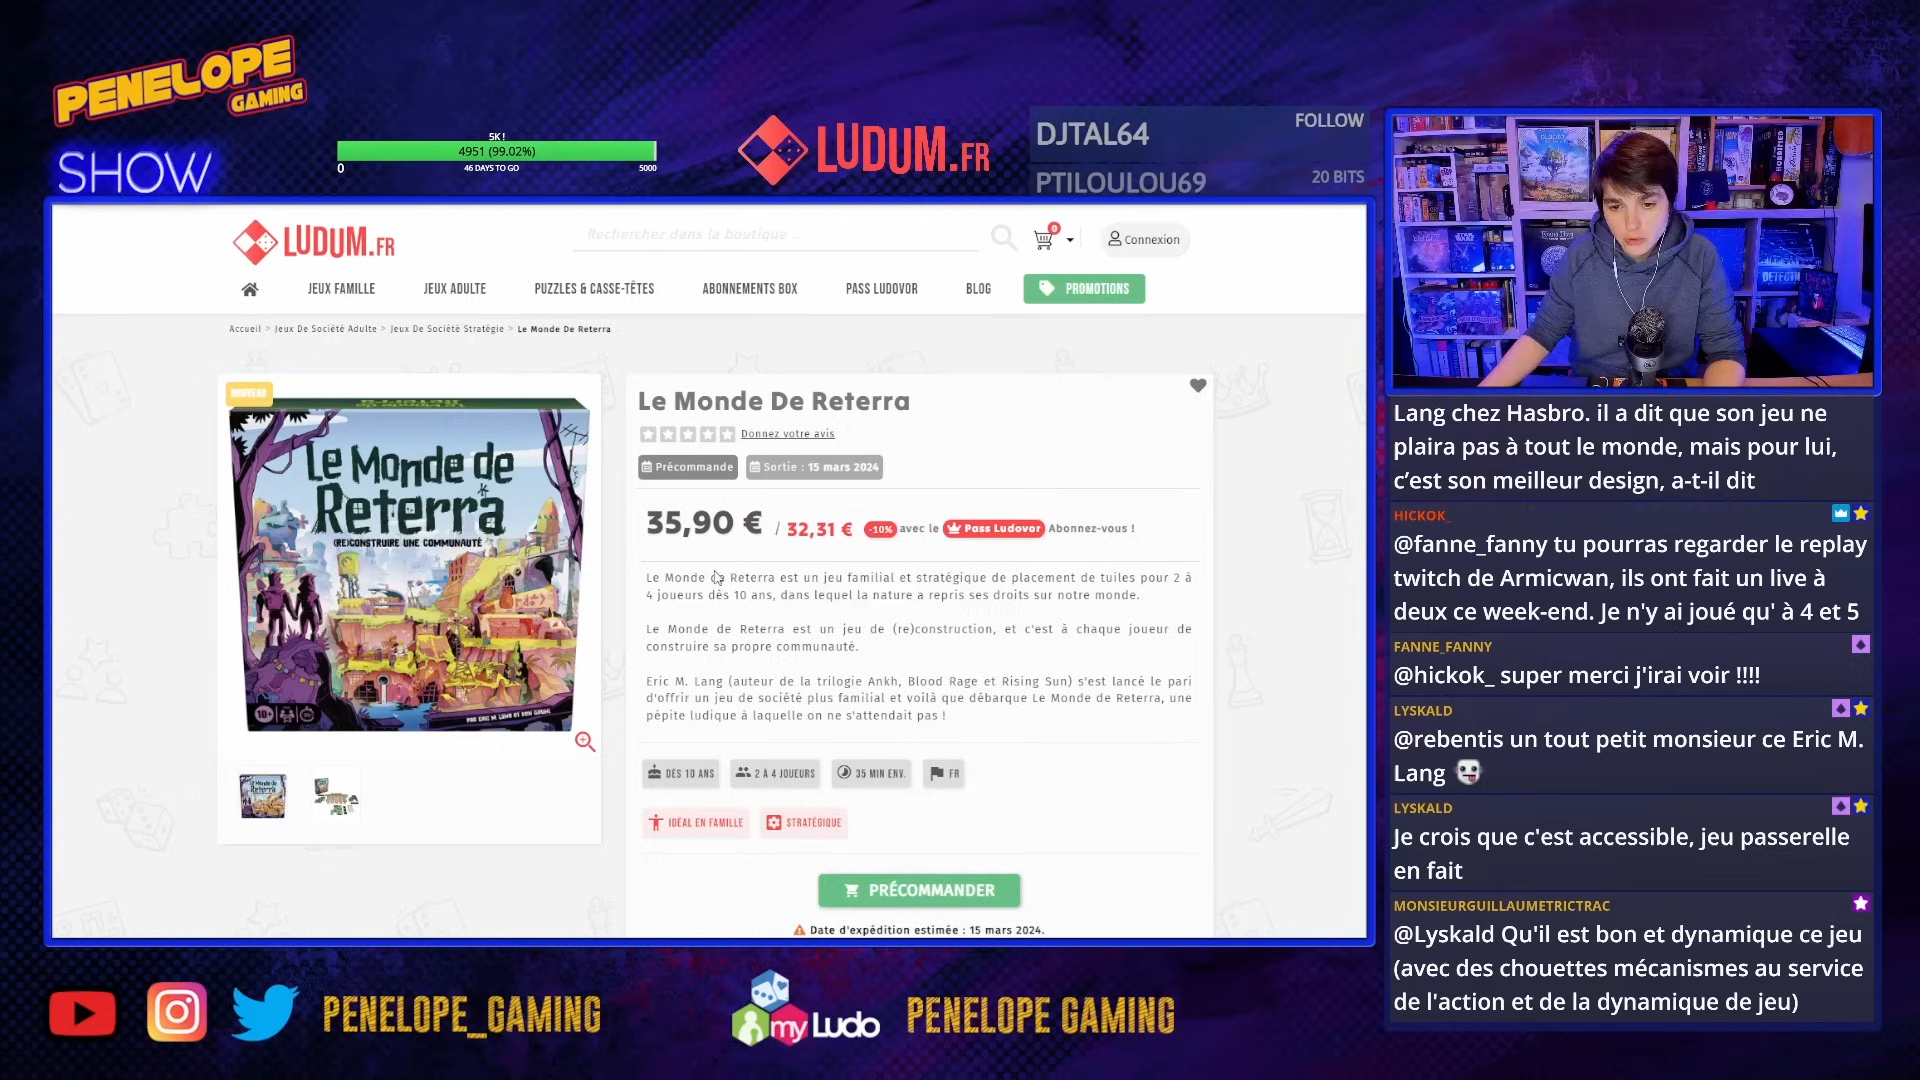 PENELOPE
GAMING
SHOW
5K !
4951 (99.02%)
0
46 DAYS TO GO
5000
LUDUM.FR
DJTAL64
FOLLOW
PTILOULOU69
20 BITS
LUDUM.FR
Recherchez dans la boutique ...
0
Connexion
JEUX FAMILLE
JEUX ADULTE
PUZZLES & CASSE-TÊTES
ABONNEMENTS BOX
PASS LUDOVOR
BLOG
PROMOTIONS
Accueil > Jeux De Société Adulte > Jeux De Société Stratégie > Le Monde De Reterra
NOUVEAU
Le Monde de
Reterra
(RE)CONSTRUIRE UNE COMMUNAUTÉ
10+
PAR ERIC M. LANG ET KEN GRUHL
Le Monde De Reterra
Donnez votre avis
Précommande
Sortie : 15 mars 2024
35,90 € / 32,31 € -10% avec le Pass Ludovor Abonnez-vous !
Le Monde de Reterra est un jeu familial et stratégique de placement de tuiles pour 2 à
4 joueurs dès 10 ans, dans lequel la nature a repris ses droits sur notre monde.
Le Monde de Reterra est un jeu de (re)construction, et c'est à chaque joueur de
construire sa propre communauté.
Eric M. Lang (auteur de la trilogie Ankh, Blood Rage et Rising Sun) s'est lancé le pari
d'offrir un jeu de société plus familial et voilà que débarque Le Monde de Reterra, une
pépite ludique à laquelle on ne s'attendait pas !
DÈS 10 ANS
2 À 4 JOUEURS
35 MIN ENV.
FR
IDÉAL EN FAMILLE
STRATÉGIQUE
PRÉCOMMANDER
Date d'expédition estimée : 15 mars 2024.
Lang chez Hasbro. il a dit que son jeu ne
plaira pas à tout le monde, mais pour lui,
c’est son meilleur design, a-t-il dit
HICKOK_
@fanne_fanny tu pourras regarder le replay
twitch de Armicwan, ils ont fait un live à
deux ce week-end. Je n'y ai joué qu' à 4 et 5
FANNE_FANNY
@hickok_ super merci j'irai voir !!!!
LYSKALD
@rebentis un tout petit monsieur ce Eric M.
Lang
LYSKALD
Je crois que c'est accessible, jeu passerelle
en fait
MONSIEURGUILLAUMETRICTRAC
@Lyskald Qu'il est bon et dynamique ce jeu
(avec des chouettes mécanismes au service
de l'action et de la dynamique de jeu)
PENELOPE_GAMING
my Ludo
PENELOPE GAMING